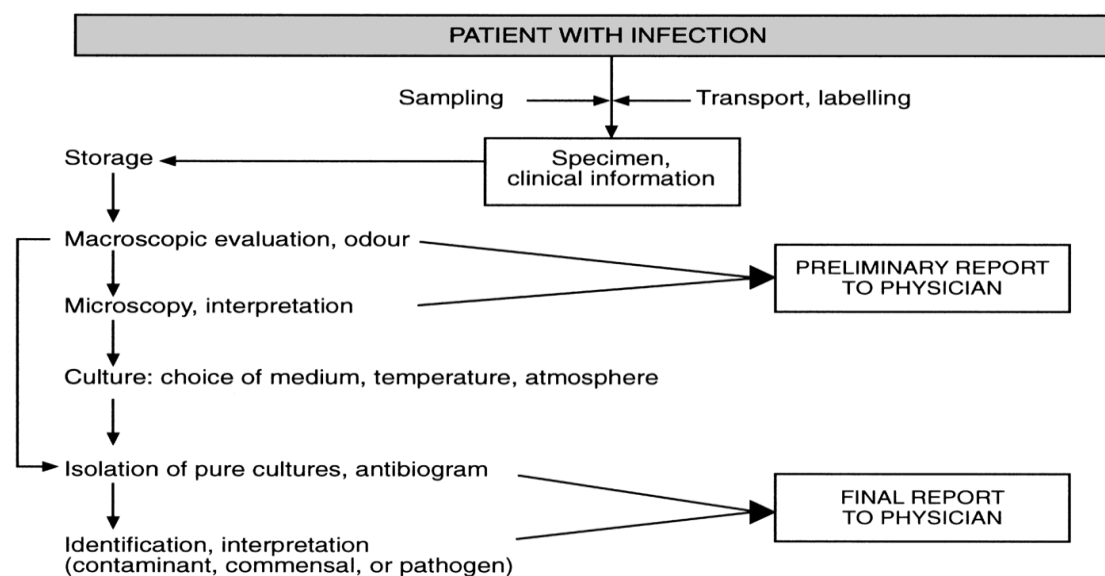 PATIENT WITH INFECTION
Sampling
Transport, labelling
Storage
Specimen,
clinical information
Macroscopic evaluation, odour
PRELIMINARY REPORT
TO PHYSICIAN
Microscopy, interpretation
Culture: choice of medium, temperature, atmosphere
Isolation of pure cultures, antibiogram
FINAL REPORT
TO PHYSICIAN
Identification, interpretation
(contaminant, commensal, or pathogen)